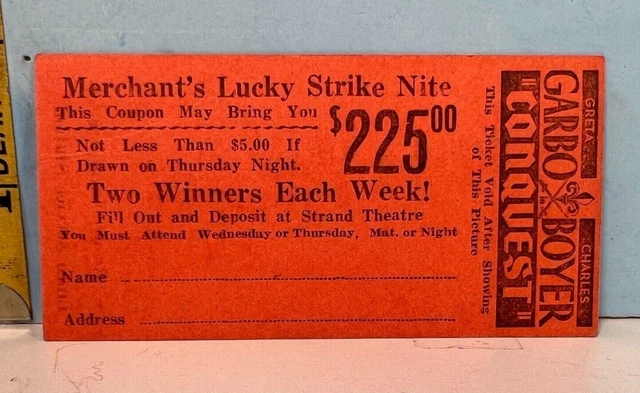 Merchant's Lucky Strike Nite
This Coupon May Bring You
$225.00
Not Less Than $5.00 If
Drawn on Thursday Night.
Two Winners Each Week!
Fill Out and Deposit at Strand Theatre
You Must Attend Wednesday or Thursday, Mat. or Night
Name
Address
This Ticket Void After Showing
of This Picture
"CONQUEST"
GARBO in BOYER
GRETA CHARLES